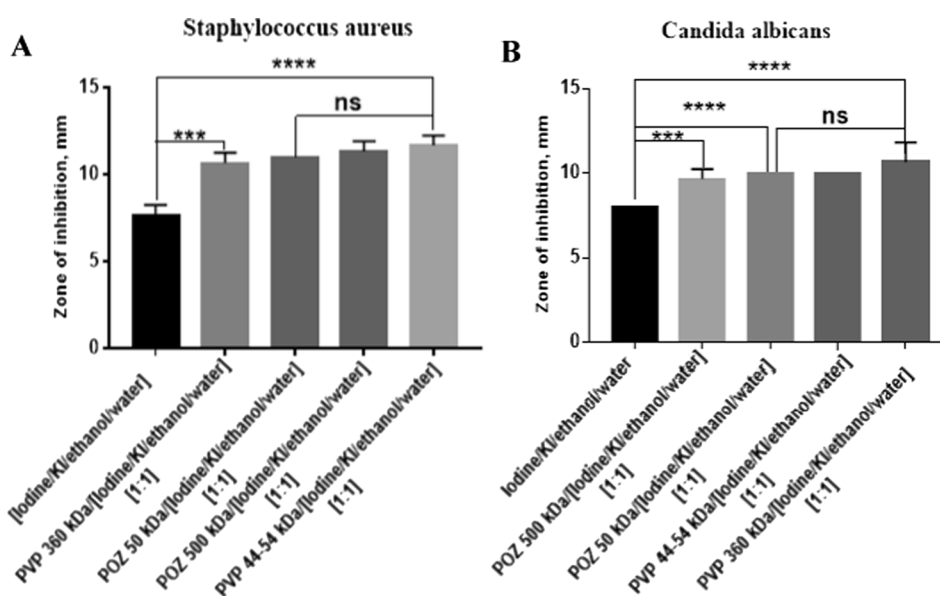 A
Staphylococcus aureus
Zone of inhibition, mm
15
10
5
0
****
***
ns
[Iodine/KI/ethanol/water]
PVP 360 kDa/[Iodine/KI/ethanol/water]
[1:1]
POZ 50 kDa/[Iodine/KI/ethanol/water]
[1:1]
POZ 500 kDa/[Iodine/KI/ethanol/water]
[1:1]
PVP 44-54 kDa/[Iodine/KI/ethanol/water]
[1:1]
B
Candida albicans
Zone of inhibition, mm
15
10
5
0
****
****
***
ns
Iodine/KI/ethanol/water
POZ 500 kDa/[Iodine/KI/ethanol/water]
[1:1]
POZ 50 kDa/[Iodine/KI/ethanol/water]
[1:1]
PVP 44-54 kDa/[Iodine/KI/ethanol/water]
[1:1]
PVP 360 kDa/[Iodine/KI/ethanol/water]
[1:1]